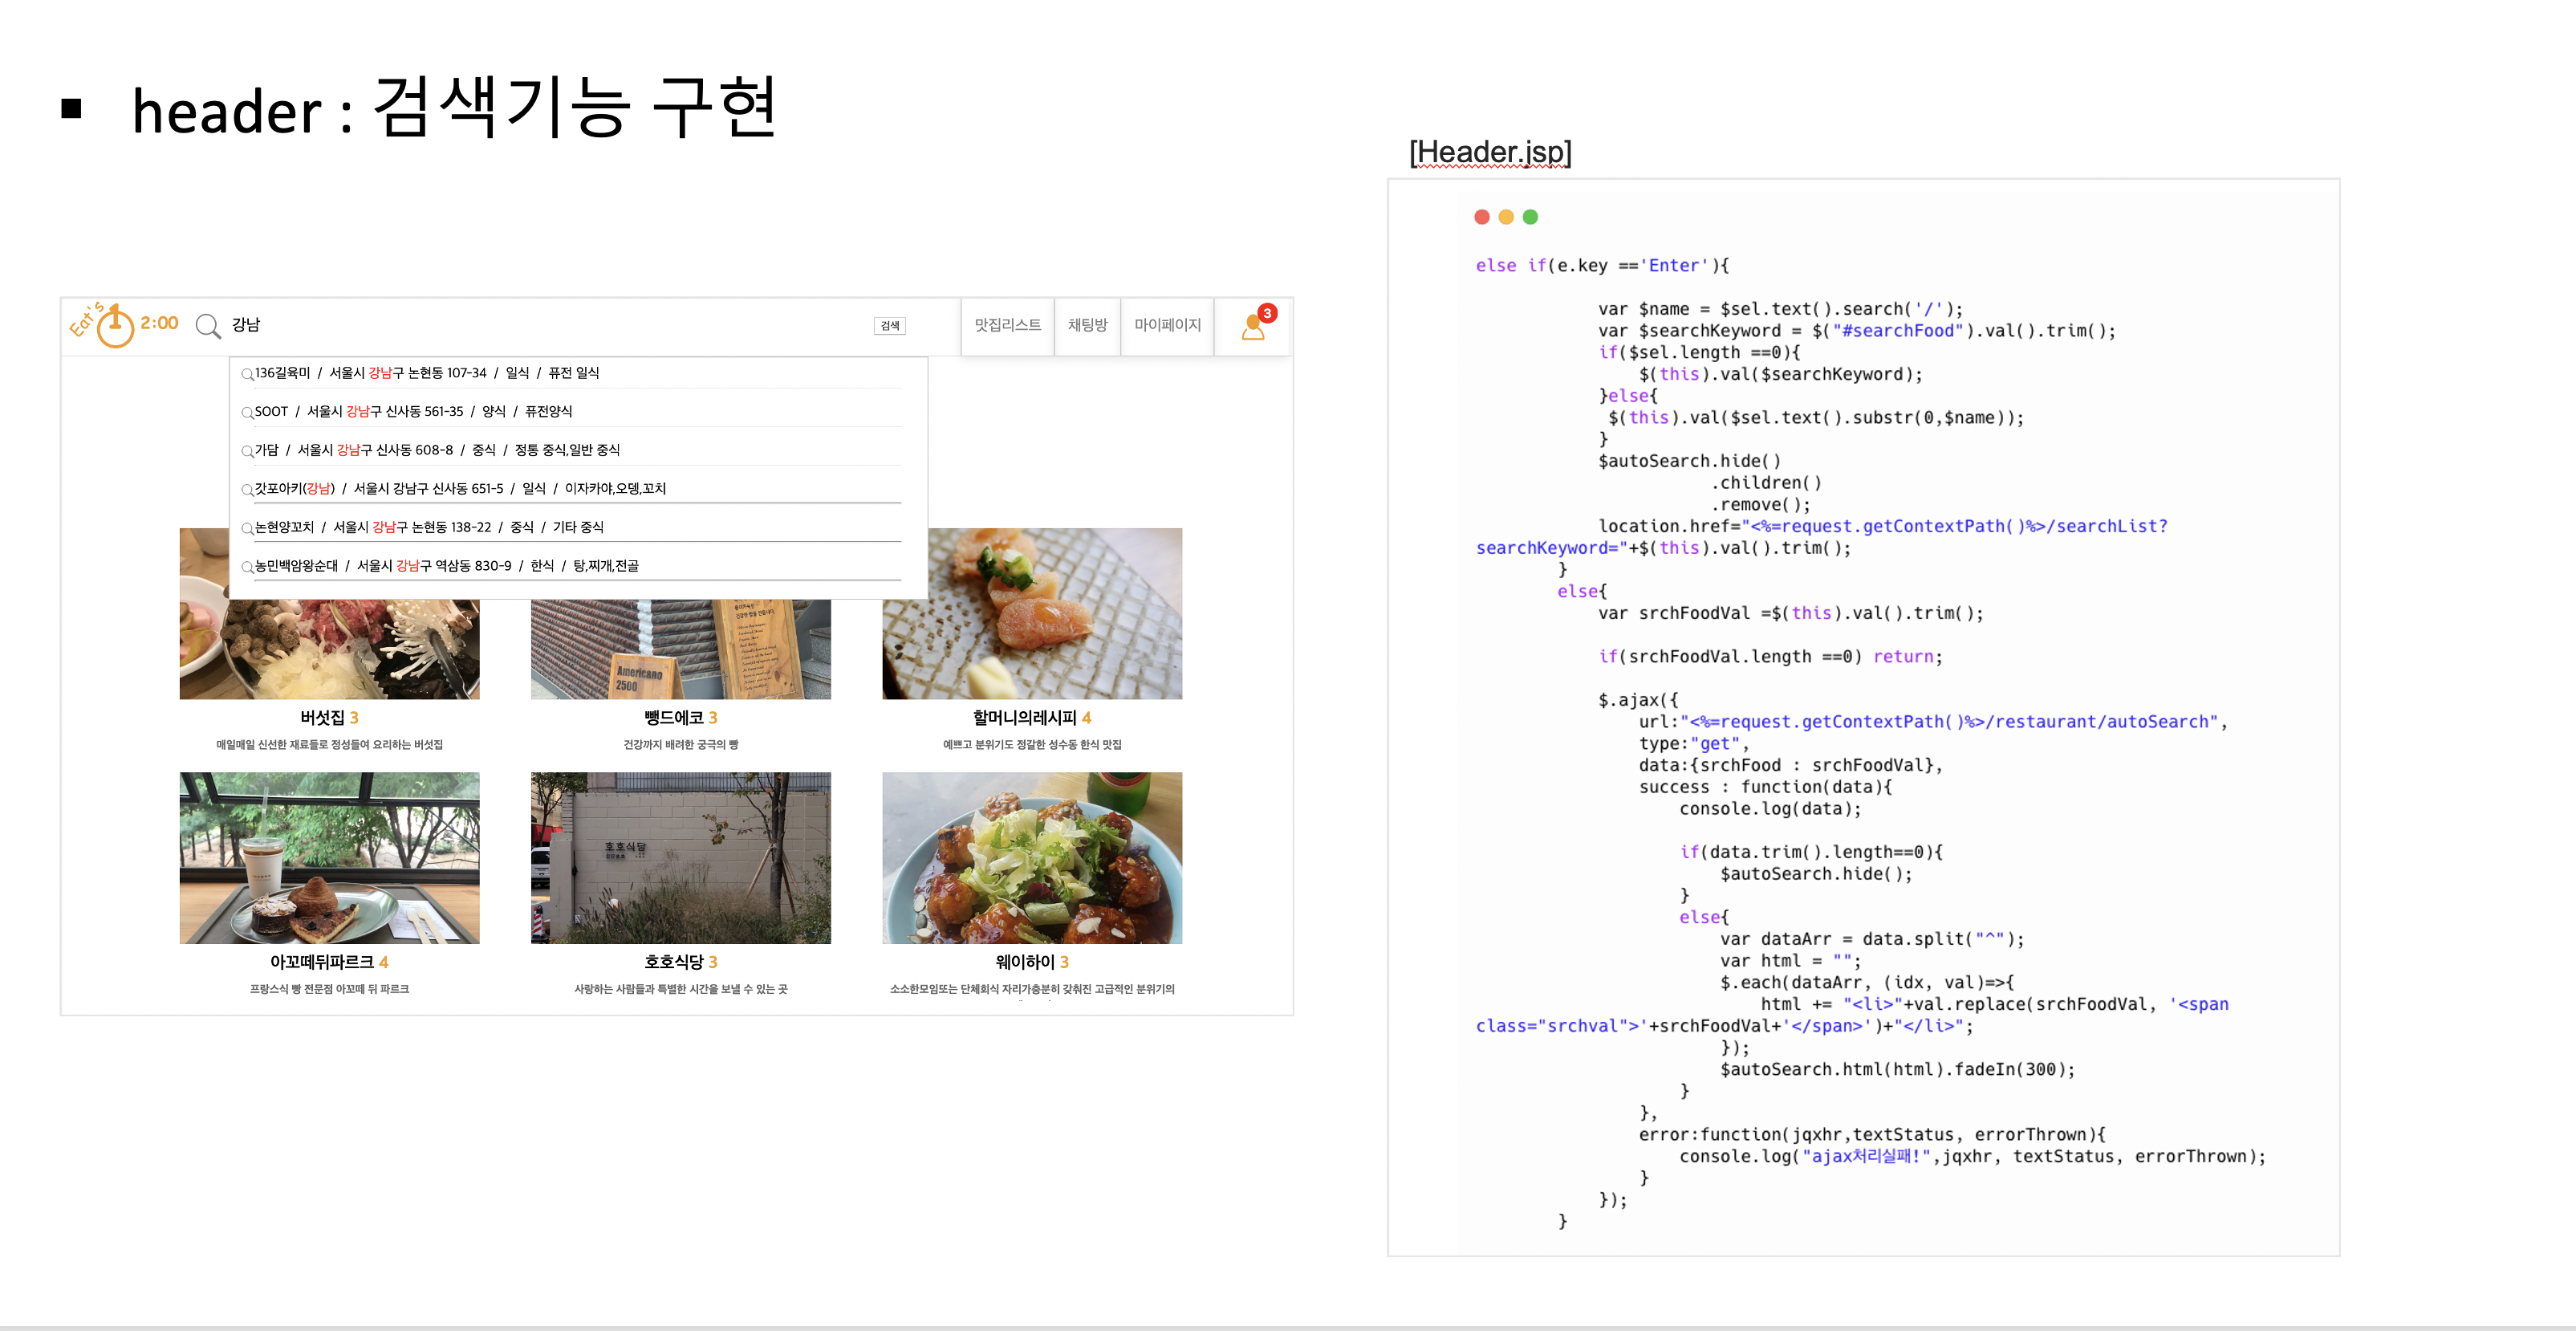 ▪ header : 검색기능 구현
Eat's 1 2:00
강남
검색
맛집리스트
채팅방
마이페이지
3
136길육미 / 서울시 강남구 논현동 107-34 / 일식 / 퓨전 일식
SOOT / 서울시 강남구 신사동 561-35 / 양식 / 퓨전양식
가담 / 서울시 강남구 신사동 608-8 / 중식 / 정통 중식,일반 중식
갓포아키(강남) / 서울시 강남구 신사동 651-5 / 일식 / 이자카야,오뎅,꼬치
논현양꼬치 / 서울시 강남구 논현동 138-22 / 중식 / 기타 중식
농민백암왕순대 / 서울시 강남구 역삼동 830-9 / 한식 / 탕,찌개,전골
Americano
2500
버섯집 3
매일매일 신선한 재료들로 정성들여 요리하는 버섯집
뺑드에코 3
건강까지 배려한 궁극의 빵
할머니의레시피 4
예쁘고 분위기도 정갈한 성수동 한식 맛집
호호식당
아꼬떼뒤파르크 4
프랑스식 빵 전문점 아꼬떼 뒤 파르크
호호식당 3
사랑하는 사람들과 특별한 시간을 보낼 수 있는 곳
웨이하이 3
소소한모임또는 단체회식 자리가충분히 갖춰진 고급적인 분위기의
[Header.jsp]
else if(e.key =='Enter'){
var $name = $sel.text().search('/');
var $searchKeyword = $("#searchFood").val().trim();
if($sel.length ==0){
$(this).val($searchKeyword);
}else{
$(this).val($sel.text().substr(0,$name));
}
$autoSearch.hide()
.children()
.remove();
location.href="<%=request.getContextPath()%>/searchList?
searchKeyword="+$(this).val().trim();
}
else{
var srchFoodVal =$(this).val().trim();
if(srchFoodVal.length ==0) return;
$.ajax({
url:"<%=request.getContextPath()%>/restaurant/autoSearch",
type:"get",
data:{srchFood : srchFoodVal},
success : function(data){
console.log(data);
if(data.trim().length==0){
$autoSearch.hide();
}
else{
var dataArr = data.split("^");
var html = "";
$.each(dataArr, (idx, val)=>{
html += "<li>"+val.replace(srchFoodVal, '<span
class="srchval">'+srchFoodVal+'</span>')+"</li>";
});
$autoSearch.html(html).fadeIn(300);
}
},
error:function(jqxhr,textStatus, errorThrown){
console.log("ajax처리실패!",jqxhr, textStatus, errorThrown);
}
});
}